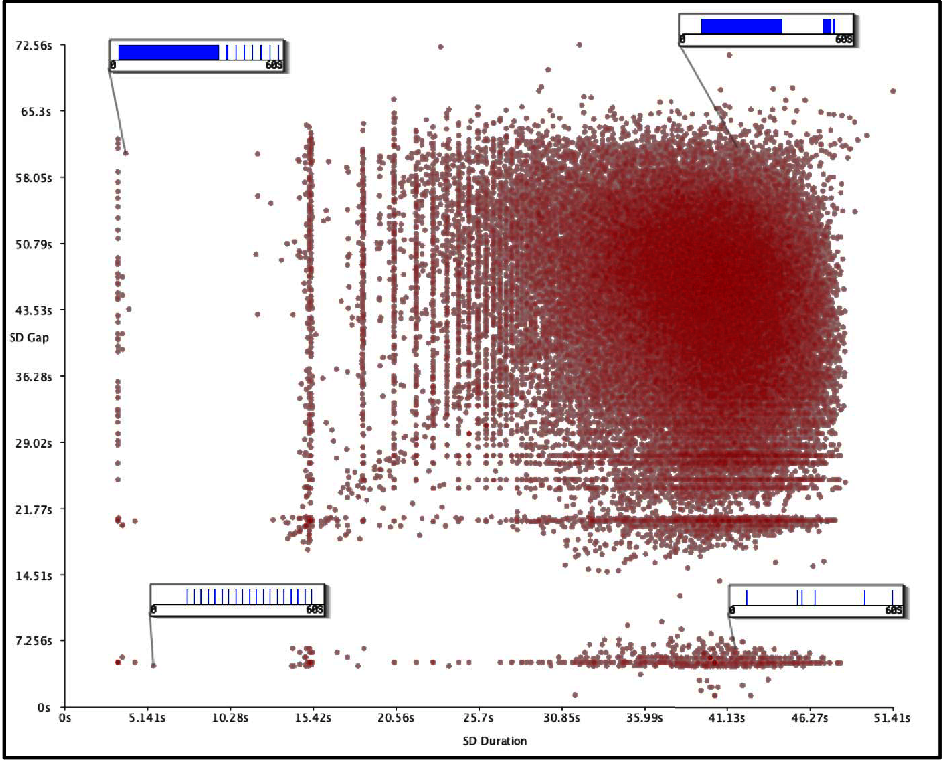 72.56s
65.3s
58.05s
50.79s
43.53s
SD Gap
36.28s
29.02s
21.77s
14.51s
7.256s
0s
0 60s
0 60s
0 60s
0 60s
0s 5.141s 10.28s 15.42s 20.56s 25.7s 30.85s 35.99s 41.13s 46.27s 51.41s
SD Duration